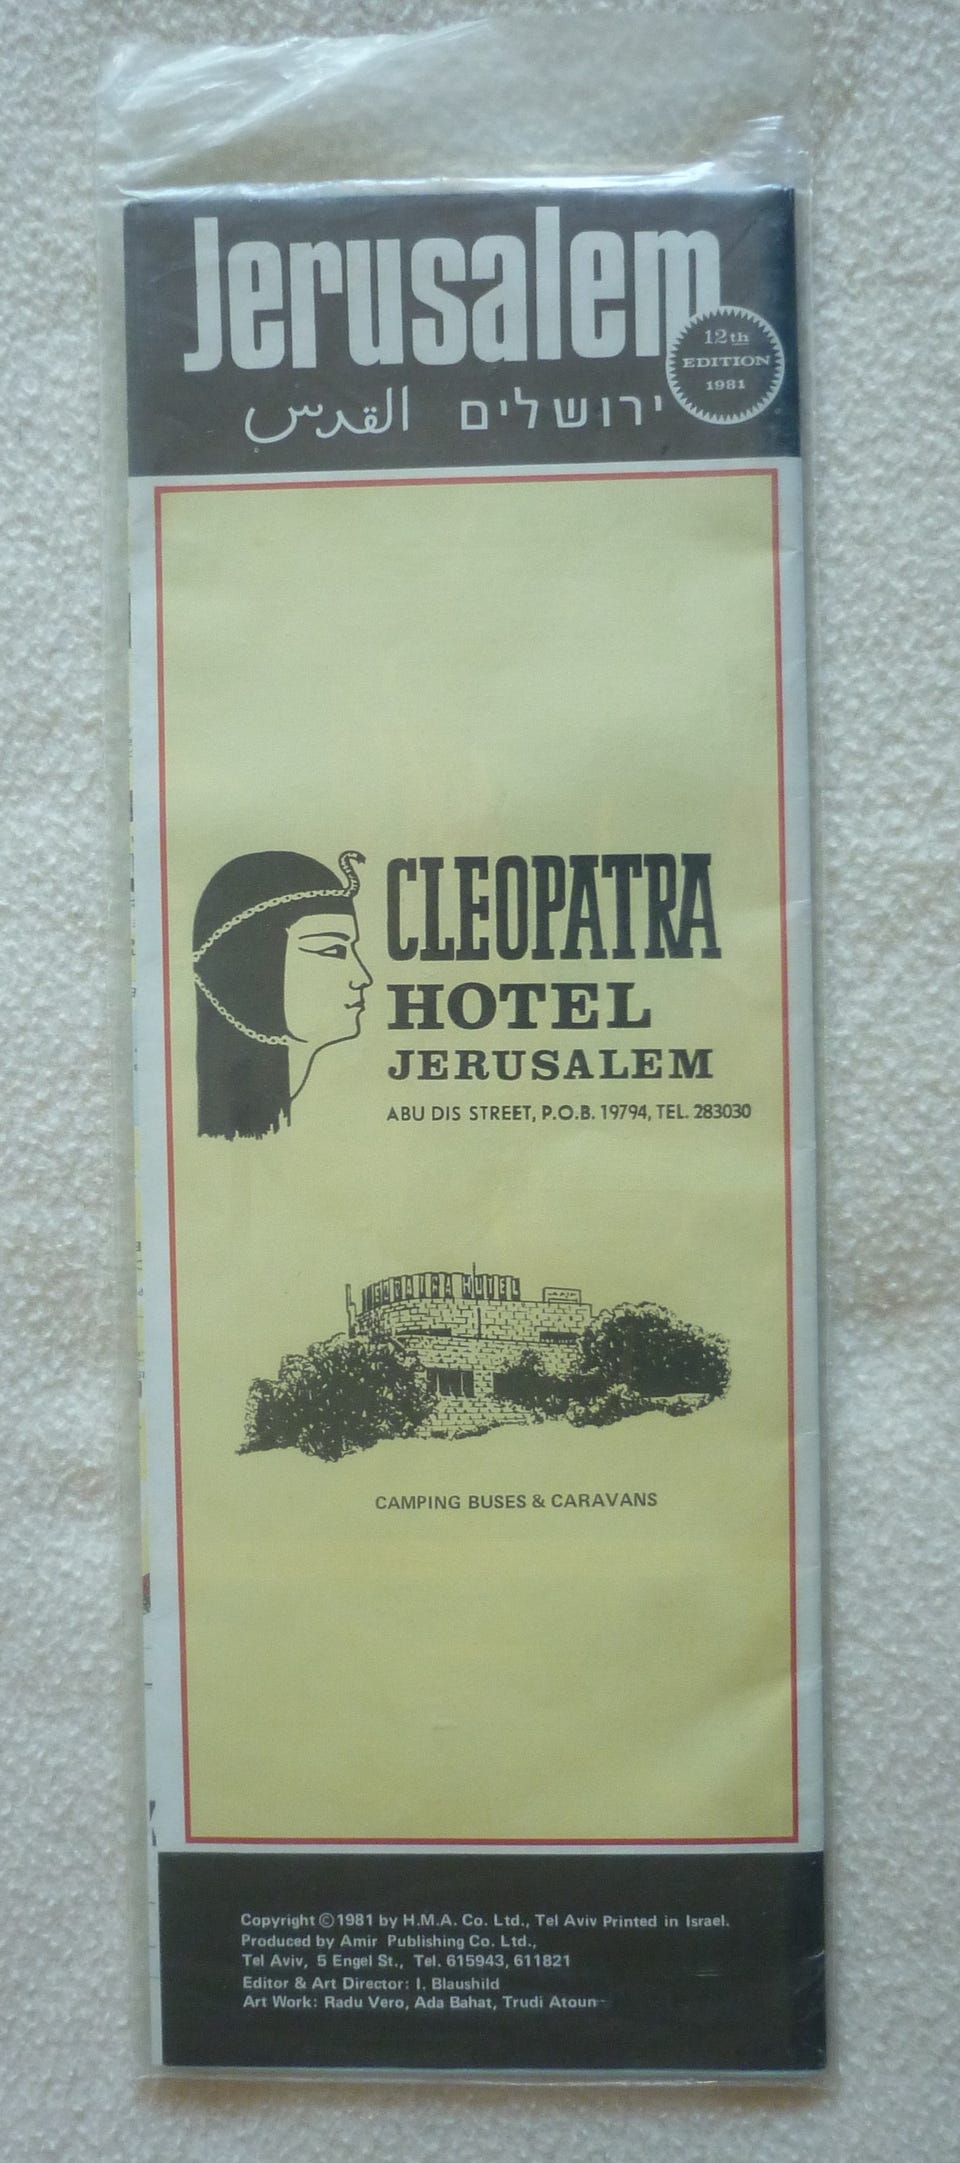 Jerusalem
12th
EDITION
1981
ירושלים القدس
CLEOPATRA
HOTEL
JERUSALEM
ABU DIS STREET, P.O.B. 19794, TEL. 283030
CAMPING BUSES & CARAVANS
Copyright ©1981 by H.M.A. Co. Ltd., Tel Aviv Printed in Israel.
Produced by Amir Publishing Co. Ltd.,
Tel Aviv, 5 Engel St., Tel. 615943, 611821
Editor & Art Director: I. Blaushild
Art Work: Radu Vero, Ada Bahat, Trudi Atoun